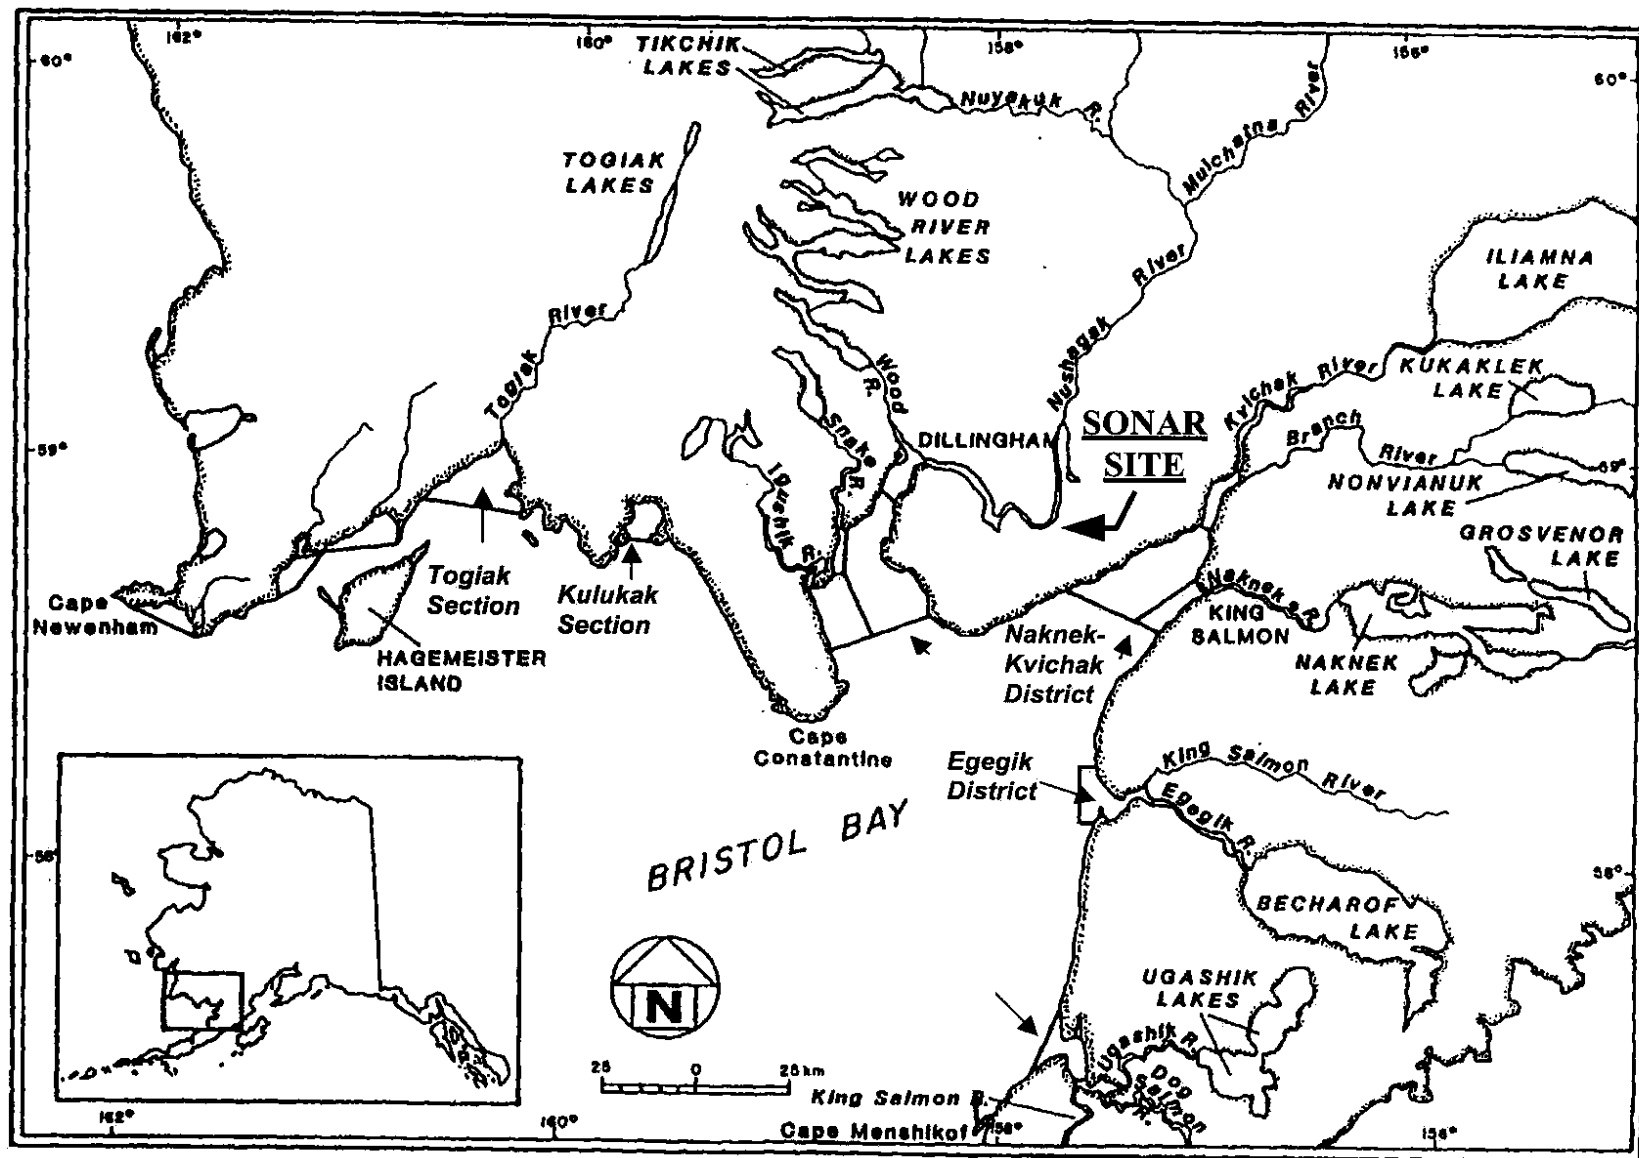 162°
160°
158°
156°
60°
60°
TIKCHIK
LAKES
Nuyakuk R.
Mulchatna River
TOGIAK
LAKES
WOOD
RIVER
LAKES
ILIAMNA
LAKE
River
Togiak
Nushagak River
Wood
R.
Snake
R.
Igushik
R.
DILLINGHAM
SONAR
SITE
Kvichak River
Branch
River
KUKAKLEK
LAKE
59°
59°
NONVIANUK
LAKE
GROSVENOR
LAKE
Togiak
Section
Kulukak
Section
Cape
Newenham
HAGEMEISTER
ISLAND
Naknek-
Kvichak
District
Naknek R.
KING
SALMON
NAKNEK
LAKE
Cape
Conatantine
Egegik
District
King Salmon River
Egegik R.
BRISTOL BAY
58°
58°
BECHAROF
LAKE
UGASHIK
LAKES
N
25 0 25 km
Ugashik R.
Dog
Salmon
R.
King Salmon R.
Cape Menshikof
162°
160°
158°
156°